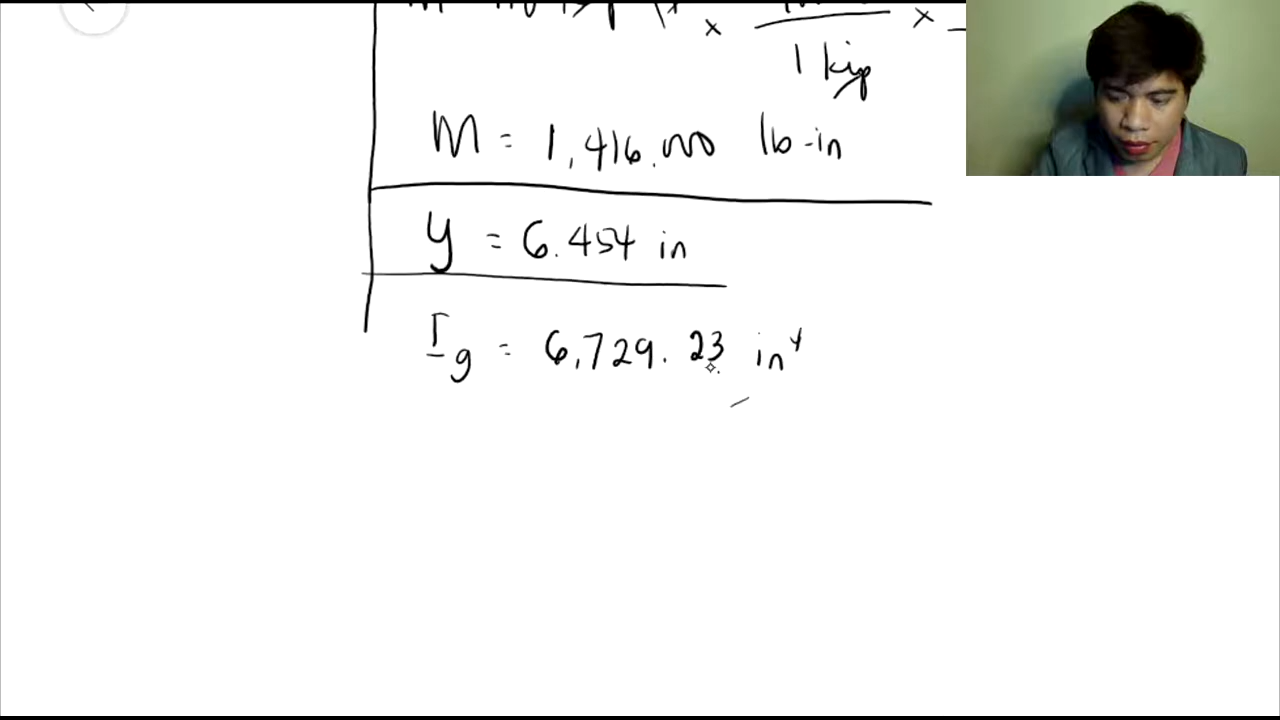 M
× ×
1 kip
M = 1,416,000 lb-in
y = 6.454 in
Ig = 6,729.23 in⁴